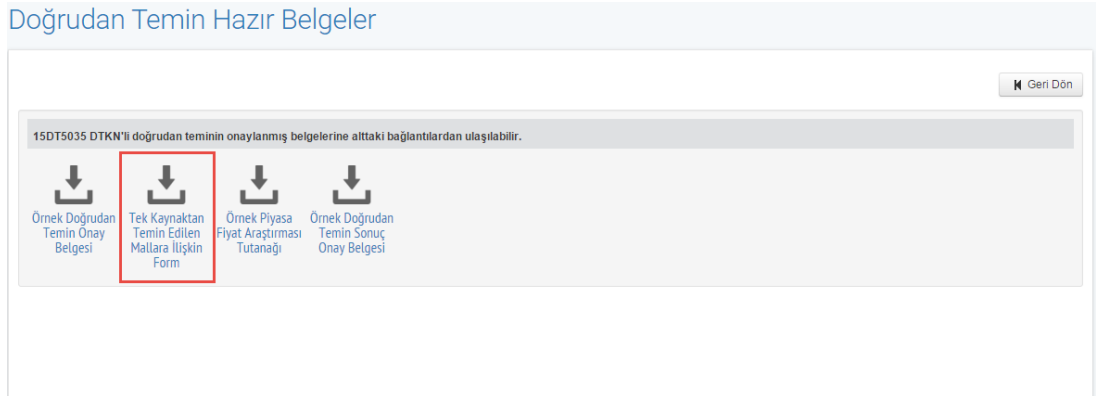 Doğrudan Temin Hazır Belgeler
Geri Dön
15DT5035 DTKN'li doğrudan teminin onaylanmış belgelerine alttaki bağlantılardan ulaşılabilir.
Örnek Doğrudan
Temin Onay
Belgesi
Tek Kaynaktan
Temin Edilen
Mallara İlişkin
Form
Örnek Piyasa
Fiyat Araştırması
Tutanağı
Örnek Doğrudan
Temin Sonuç
Onay Belgesi